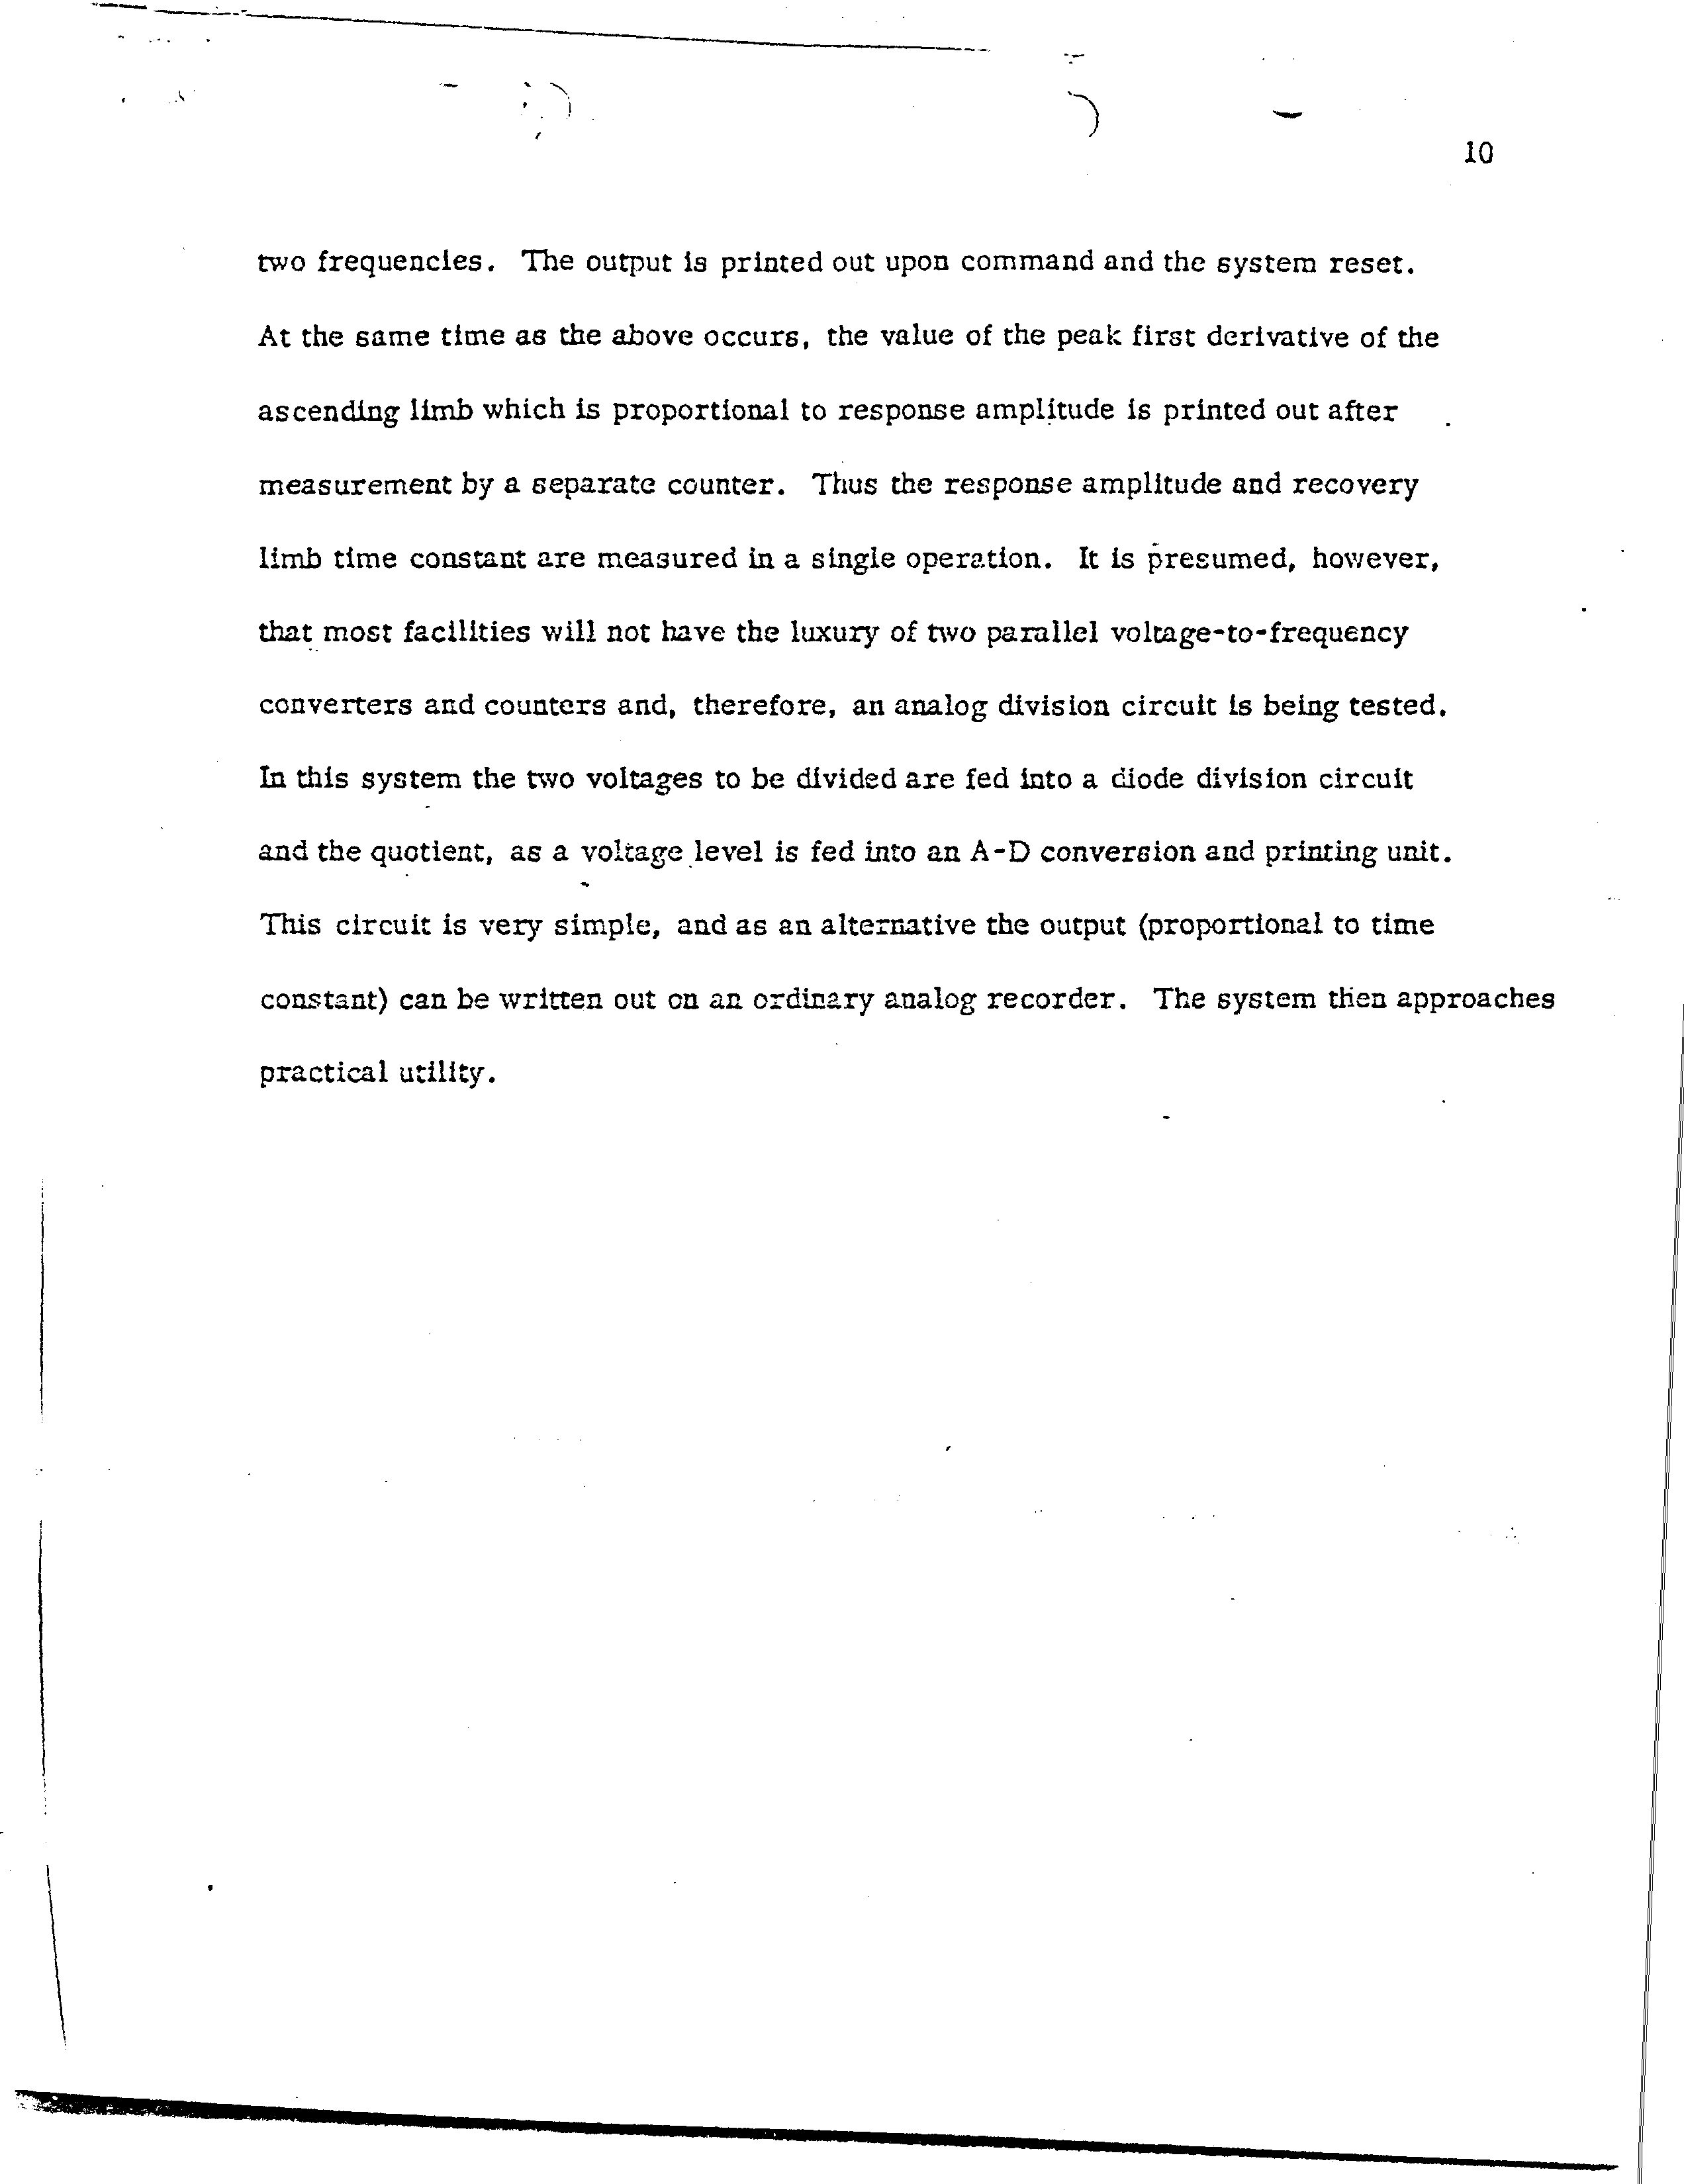 10
two frequencies. The output is printed out upon command and the system reset.
At the same time as the above occurs, the value of the peak first derivative of the
ascending limb which is proportional to response amplitude is printed out after
measurement by a separate counter. Thus the response amplitude and recovery
limb time constant are measured in a single operation. It is presumed, however,
that most facilities will not have the luxury of two parallel voltage-to-frequency
converters and counters and, therefore, an analog division circuit is being tested.
In this system the two voltages to be divided are fed into a diode division circuit
and the quotient, as a voltage level is fed into an A-D conversion and printing unit.
This circuit is very simple, and as an alternative the output (proportional to time
constant) can be written out on an ordinary analog recorder. The system then approaches
practical utility.